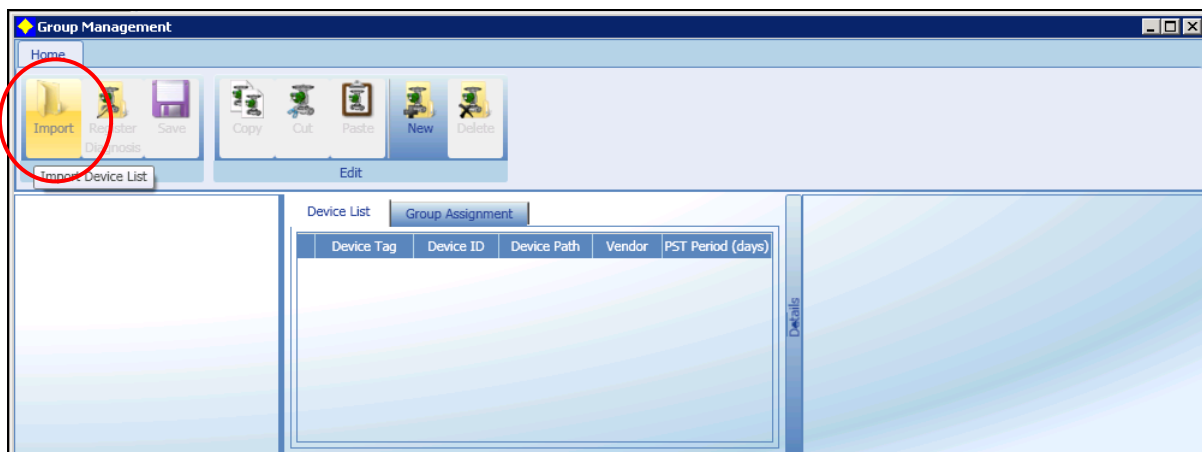 Group Management
Home
Import
Register Diagnosis
Save
Copy
Cut
Paste
New
Delete
Import Device List
Edit
Device List
Group Assignment
Device Tag
Device ID
Device Path
Vendor
PST Period (days)
Details